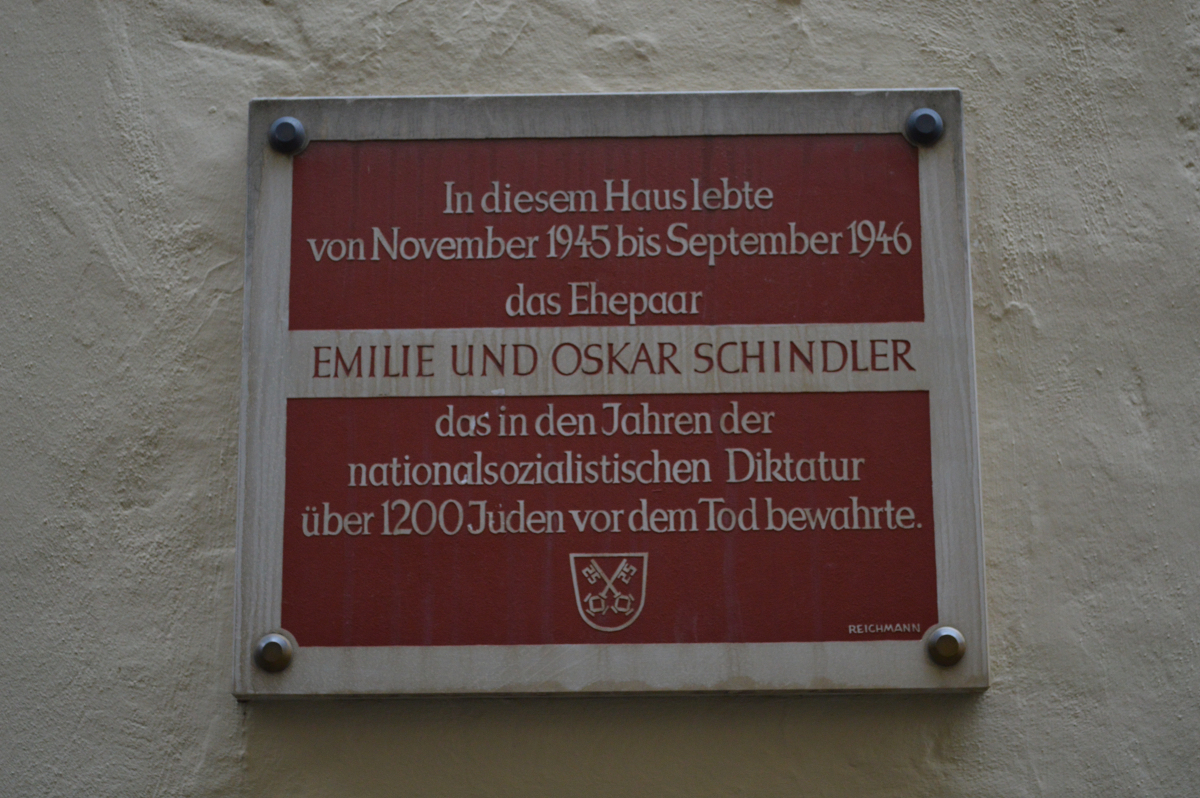 In diesem Haus lebte
von November 1945 bis September 1946
das Ehepaar
EMILIE UND OSKAR SCHINDLER
das in den Jahren der
nationalsozialistischen Diktatur
über 1200 Juden vor dem Tod bewahrte.
REICHMANN